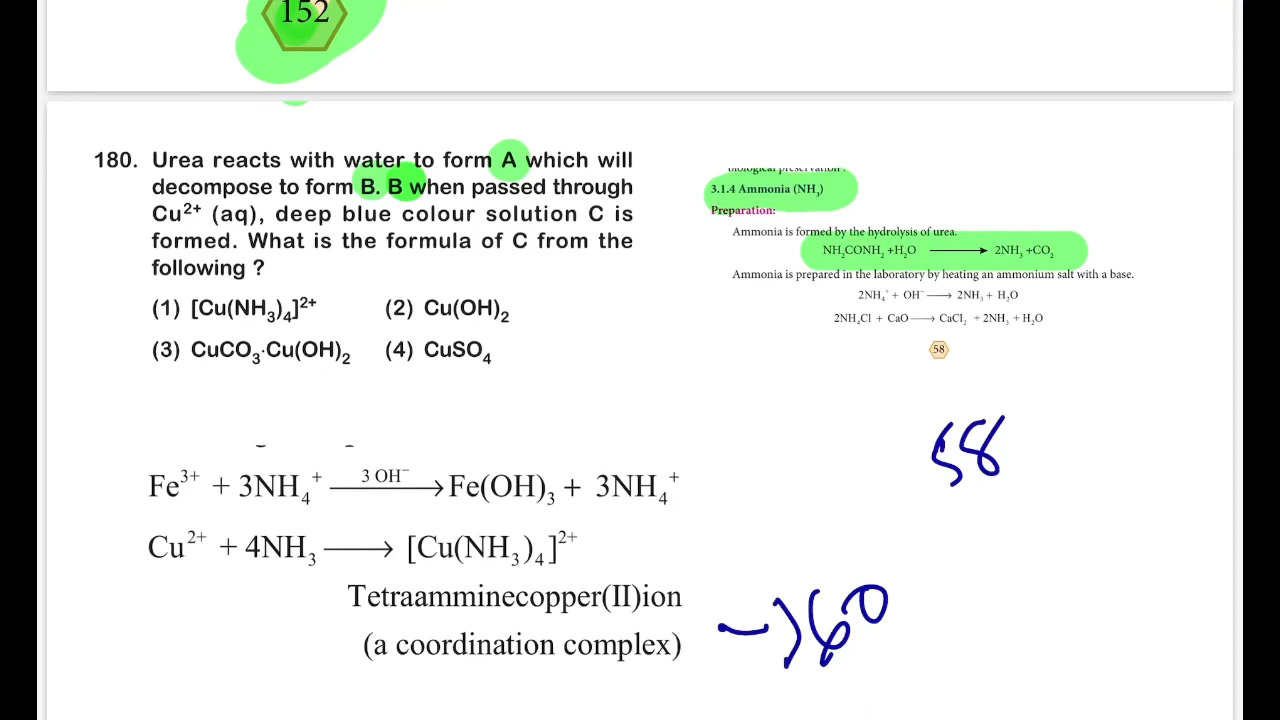 152
180. Urea reacts with water to form A which will
decompose to form B. B when passed through
Cu²⁺ (aq), deep blue colour solution C is
formed. What is the formula of C from the
following ?
(1) [Cu(NH₃)₄]²⁺ (2) Cu(OH)₂
(3) CuCO₃·Cu(OH)₂ (4) CuSO₄
biological preservation.
3.1.4 Ammonia (NH₃)
Preparation:
Ammonia is formed by the hydrolysis of urea.
NH₂CONH₂ +H₂O ⟶ 2NH₃ +CO₂
Ammonia is prepared in the laboratory by heating an ammonium salt with a base.
2NH₄⁺ + OH⁻ ⟶ 2NH₃ + H₂O
2NH₄Cl + CaO ⟶ CaCl₂ + 2NH₃ + H₂O
58
58
Fe³⁺ + 3NH₄⁺ 3 OH⁻ ⟶ Fe(OH)₃ + 3NH₄⁺
Cu²⁺ + 4NH₃ ⟶ [Cu(NH₃)₄]²⁺
Tetraamminecopper(II)ion
(a coordination complex)
→ 60